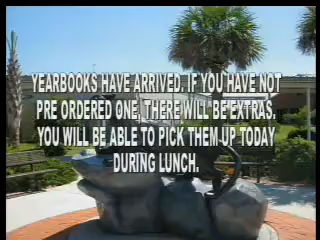 YEARBOOKS HAVE ARRIVED. IF YOU HAVE NOT
PRE ORDERED ONE, THERE WILL BE EXTRAS.
YOU WILL BE ABLE TO PICK THEM UP TODAY
DURING LUNCH.